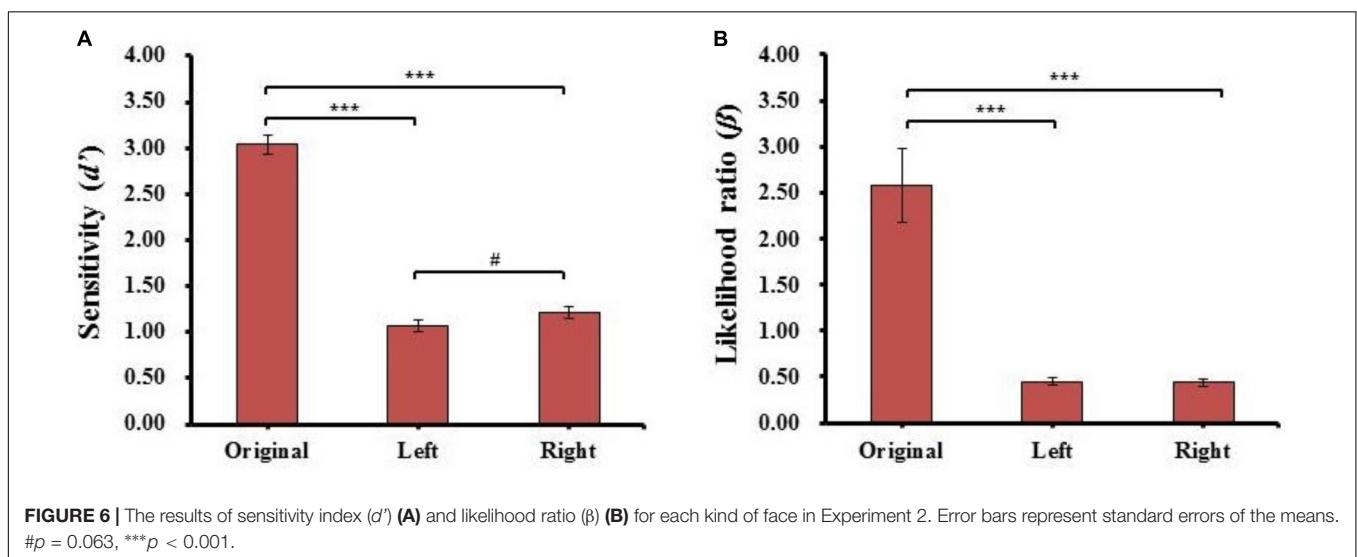 A
4.00
3.50
3.00
2.50
2.00
1.50
1.00
0.50
0.00
Sensitivity (d')
***
***
#
Original Left Right
B
4.00
3.50
3.00
2.50
2.00
1.50
1.00
0.50
0.00
Likelihood ratio (β)
***
***
Original Left Right
FIGURE 6 | The results of sensitivity index (d') (A) and likelihood ratio (β) (B) for each kind of face in Experiment 2. Error bars represent standard errors of the means.
#p = 0.063, ***p < 0.001.